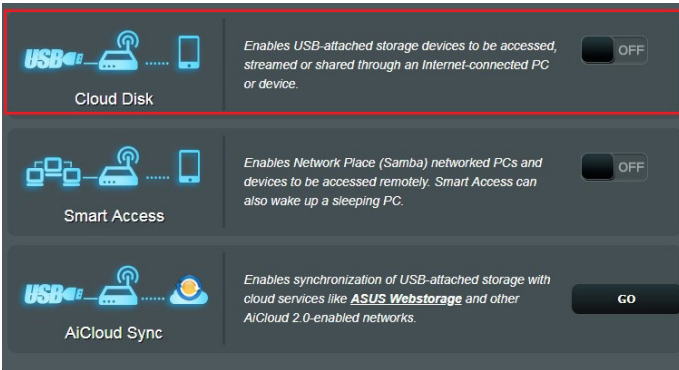 USB
Cloud Disk
Enables USB-attached storage devices to be accessed,
streamed or shared through an Internet-connected PC
or device.
OFF
Smart Access
Enables Network Place (Samba) networked PCs and
devices to be accessed remotely. Smart Access can
also wake up a sleeping PC.
OFF
USB
AiCloud Sync
Enables synchronization of USB-attached storage with
cloud services like ASUS Webstorage and other
AiCloud 2.0-enabled networks.
GO